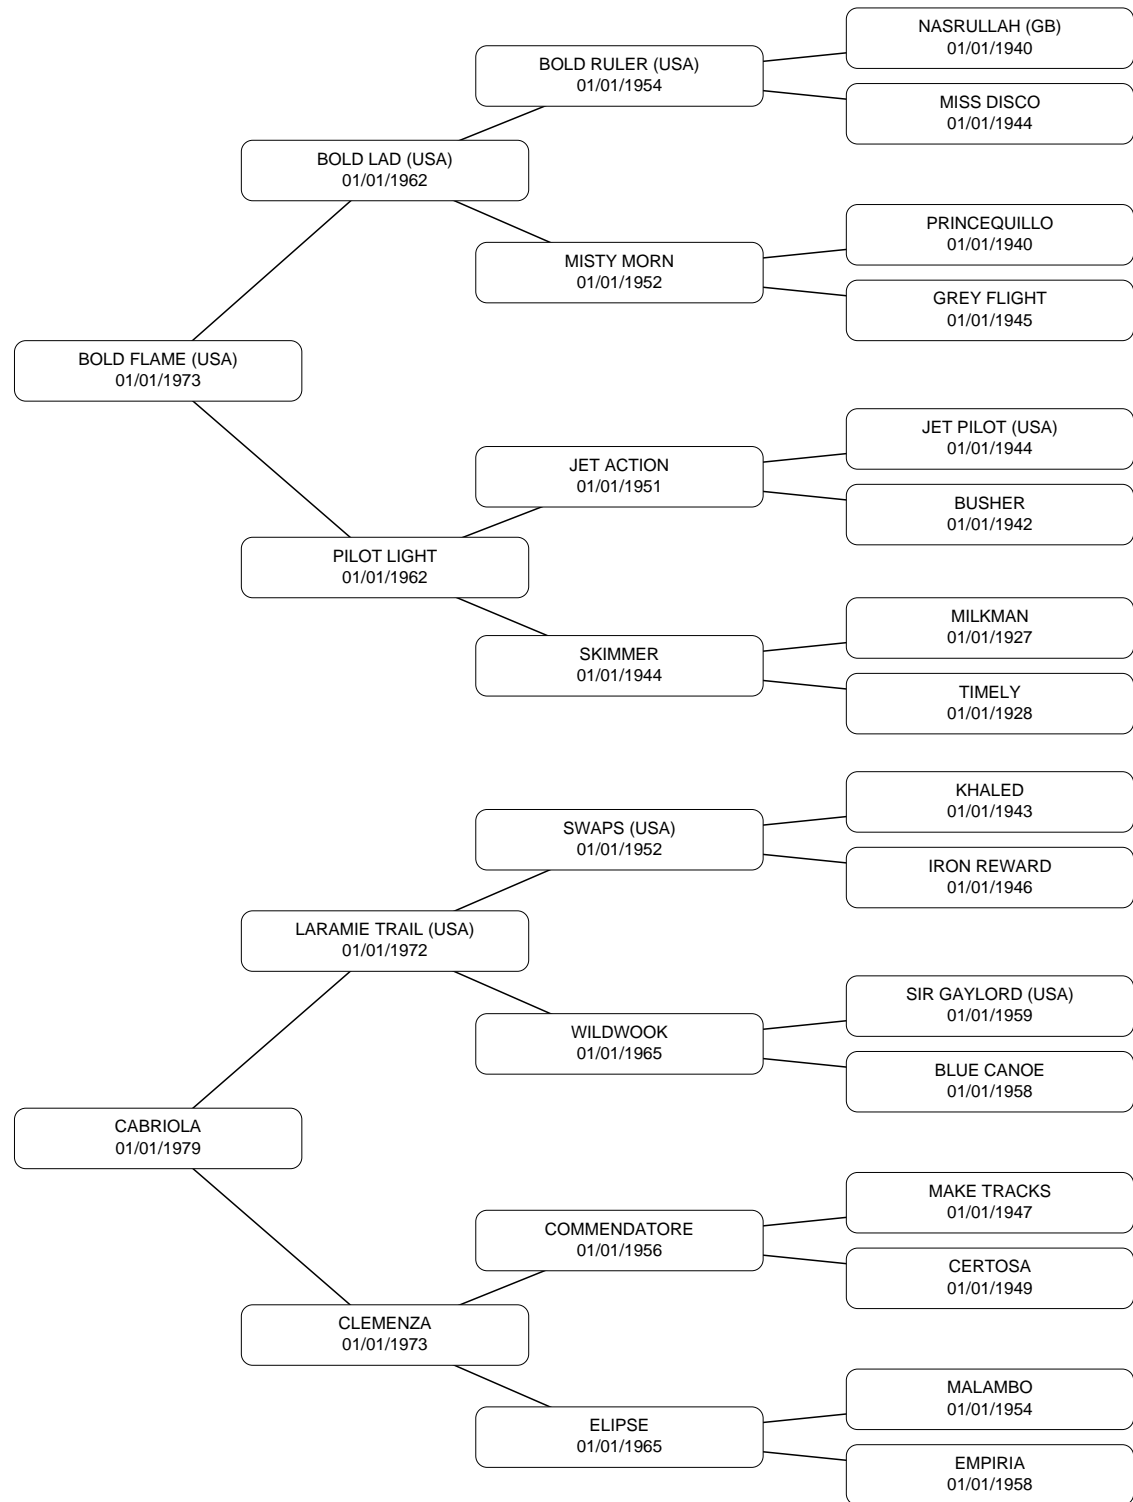 NASRULLAH (GB)
01/01/1940
BOLD RULER (USA)
01/01/1954
MISS DISCO
01/01/1944
BOLD LAD (USA)
01/01/1962
PRINCEQUILLO
01/01/1940
MISTY MORN
01/01/1952
GREY FLIGHT
01/01/1945
BOLD FLAME (USA)
01/01/1973
JET PILOT (USA)
01/01/1944
JET ACTION
01/01/1951
BUSHER
01/01/1942
PILOT LIGHT
01/01/1962
MILKMAN
01/01/1927
SKIMMER
01/01/1944
TIMELY
01/01/1928
KHALED
01/01/1943
SWAPS (USA)
01/01/1952
IRON REWARD
01/01/1946
LARAMIE TRAIL (USA)
01/01/1972
SIR GAYLORD (USA)
01/01/1959
WILDWOOK
01/01/1965
BLUE CANOE
01/01/1958
CABRIOLA
01/01/1979
MAKE TRACKS
01/01/1947
COMMENDATORE
01/01/1956
CERTOSA
01/01/1949
CLEMENZA
01/01/1973
MALAMBO
01/01/1954
ELIPSE
01/01/1965
EMPIRIA
01/01/1958